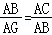 AB/AG = AC/AB